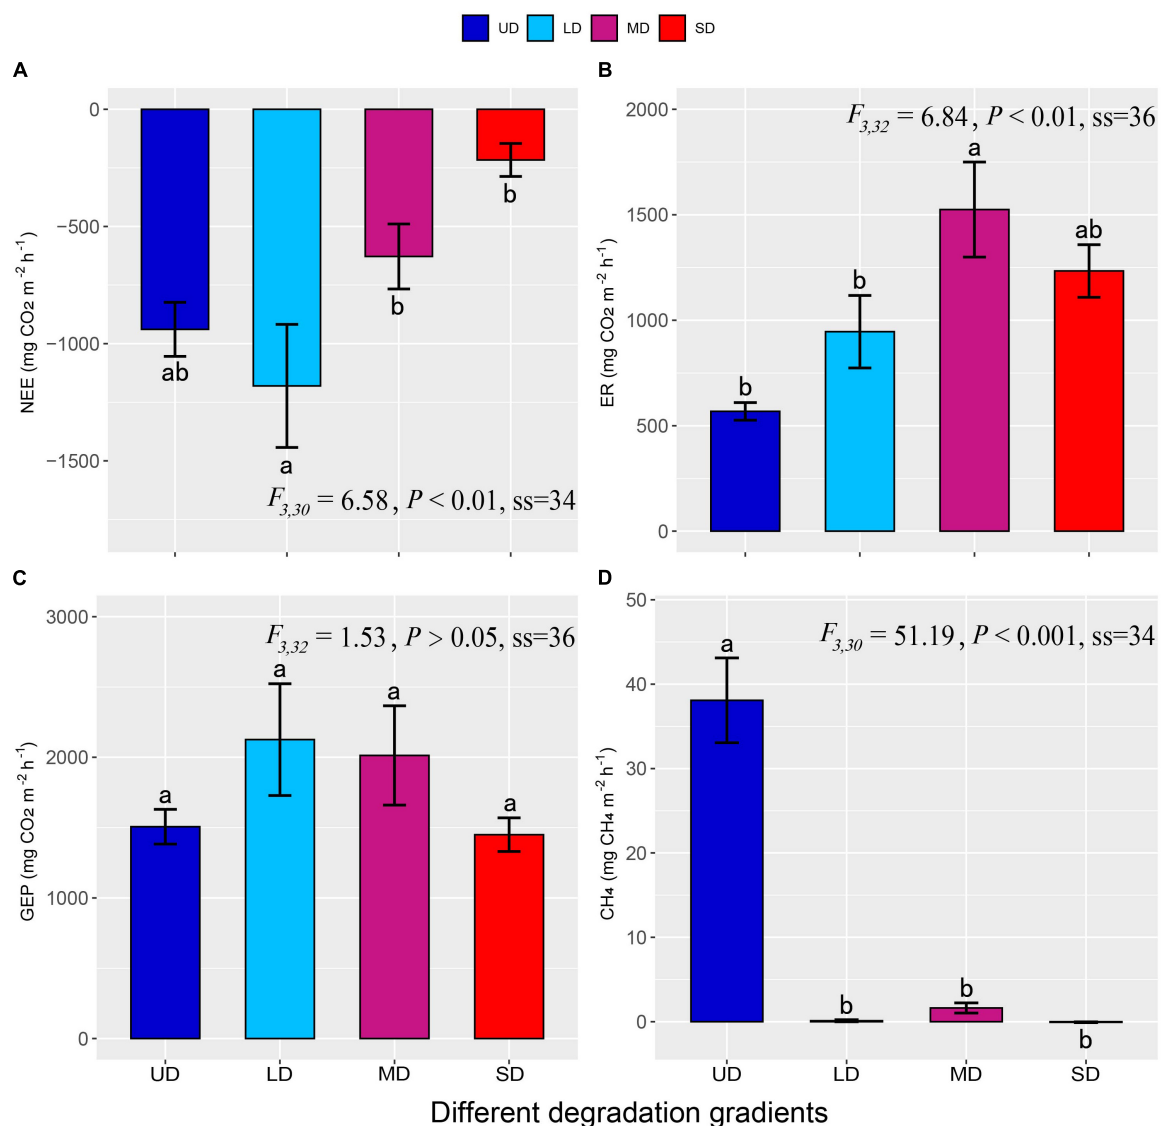 UD LD MD SD
A
0
−500
−1000
−1500
NEE (mg CO₂ m⁻² h⁻¹)
ab
a
b
b
F3,30 = 6.58, P < 0.01, ss=34
B
2000
1500
1000
500
0
ER (mg CO₂ m⁻² h⁻¹)
F3,32 = 6.84, P < 0.01, ss=36
b
b
a
ab
C
3000
2000
1000
0
GEP (mg CO₂ m⁻² h⁻¹)
F3,32 = 1.53, P > 0.05, ss=36
a
a
a
a
UD LD MD SD
D
50
40
30
20
10
0
CH₄ (mg CH₄ m⁻² h⁻¹)
F3,30 = 51.19, P < 0.001, ss=34
a
b
b
b
UD LD MD SD
Different degradation gradients